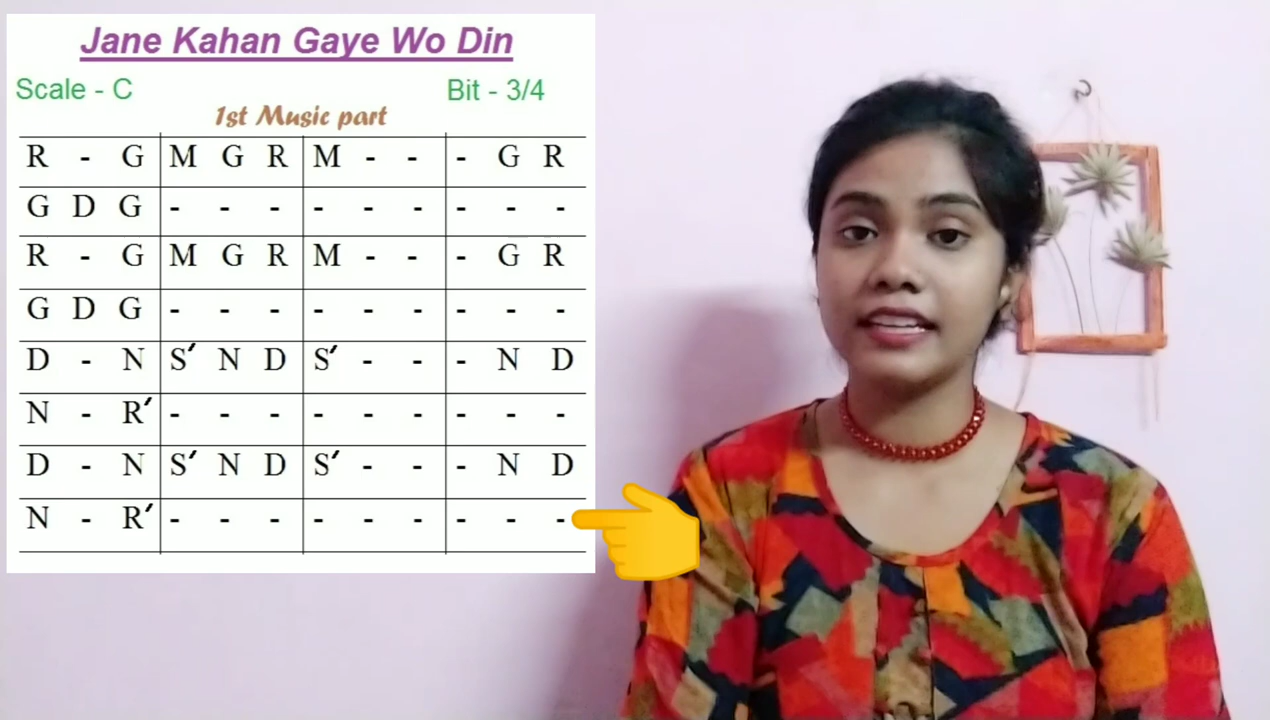 Jane Kahan Gaye Wo Din
Scale - C Bit - 3/4
1st Music part
R - G M G R M - - - G R
G D G - - - - - - - - -
R - G M G R M - - - G R
G D G - - - - - - - - -
D - N S′ N D S′ - - - N D
N - R′ - - - - - - - - -
D - N S′ N D S′ - - - N D
N - R′ - - - - - - - - -